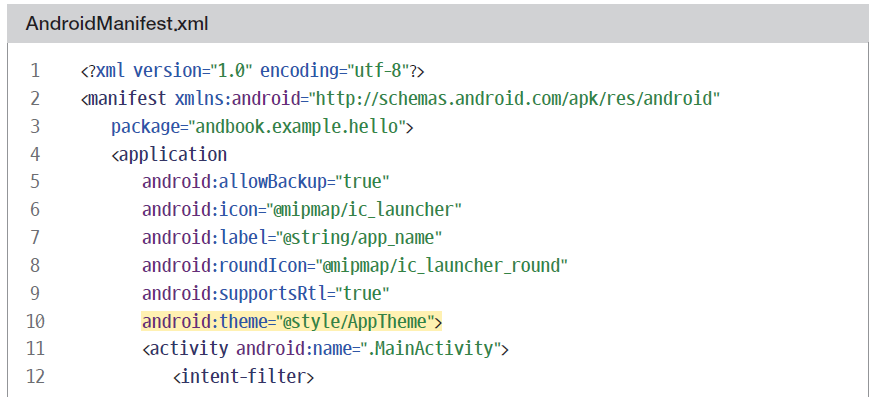 AndroidManifest.xml
1 <?xml version="1.0" encoding="utf-8"?>
2 <manifest xmlns:android="http://schemas.android.com/apk/res/android"
3 package="andbook.example.hello">
4 <application
5 android:allowBackup="true"
6 android:icon="@mipmap/ic_launcher"
7 android:label="@string/app_name"
8 android:roundIcon="@mipmap/ic_launcher_round"
9 android:supportsRtl="true"
10 android:theme="@style/AppTheme">
11 <activity android:name=".MainActivity">
12 <intent-filter>